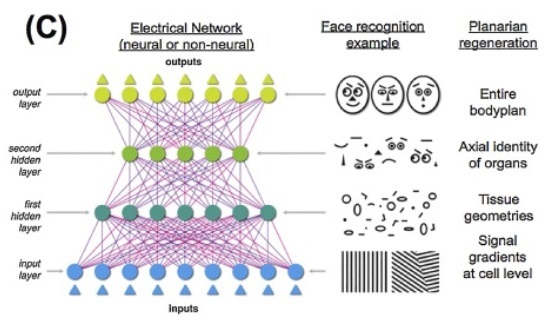 (C)
Electrical Network
(neural or non-neural)
Face recognition
example
Planarian
regeneration
outputs
output
layer
Entire
bodyplan
second
hidden
layer
Axial identity
of organs
first
hidden
layer
Tissue
geometries
input
layer
Signal
gradients
at cell level
inputs